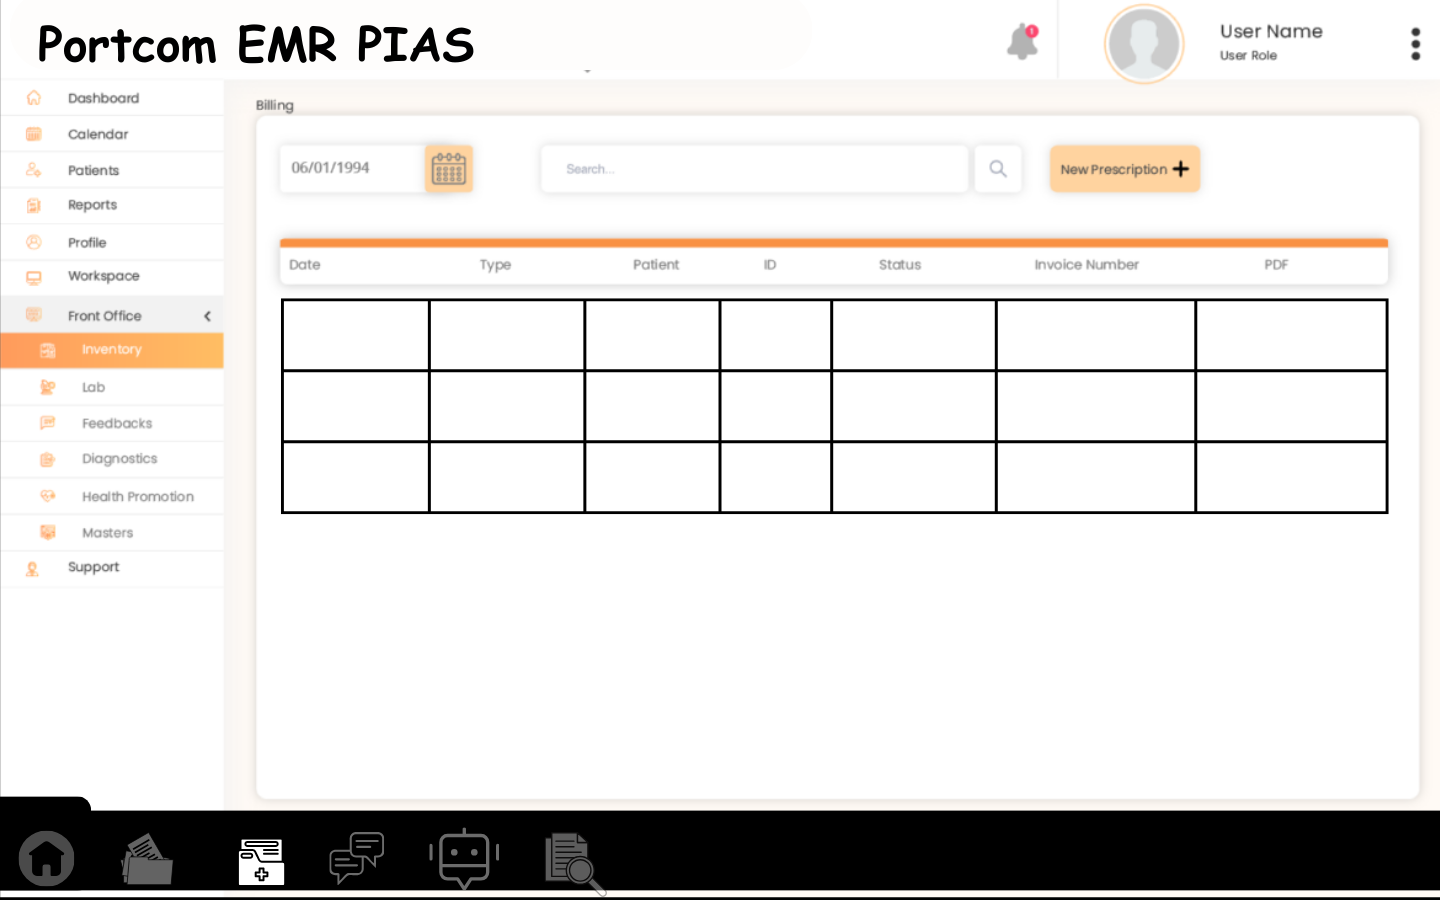 Portcom EMR PIAS
1
User Name
User Role
Dashboard
Calendar
Patients
Reports
Profile
Workspace
Front Office
Inventory
Lab
Feedbacks
Diagnostics
Health Promotion
Masters
Support
Billing
06/01/1994
Search...
New Prescription
Date Type Patient ID Status Invoice Number PDF